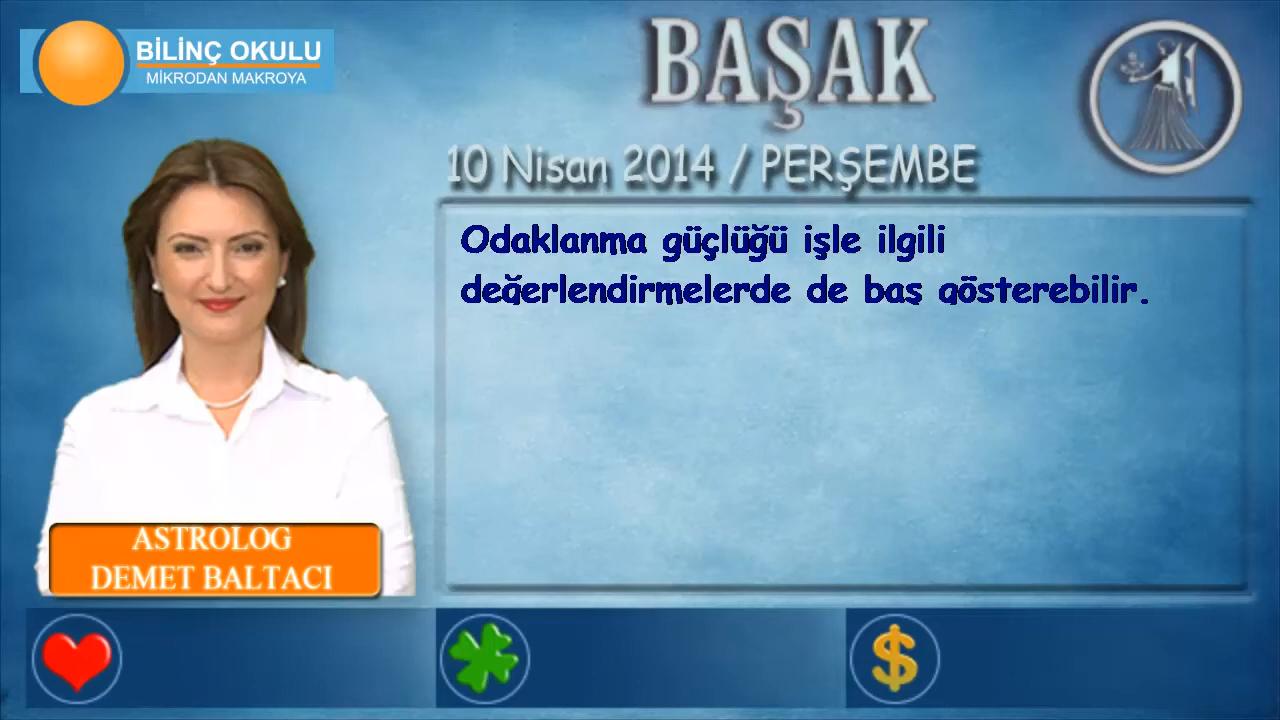 BİLİNÇ OKULU
MİKRODAN MAKROYA
BAŞAK
10 Nisan 2014 / PERŞEMBE
Odaklanma güçlüğü işle ilgili
değerlendirmelerde de baş gösterebilir.
ASTROLOG
DEMET BALTACI